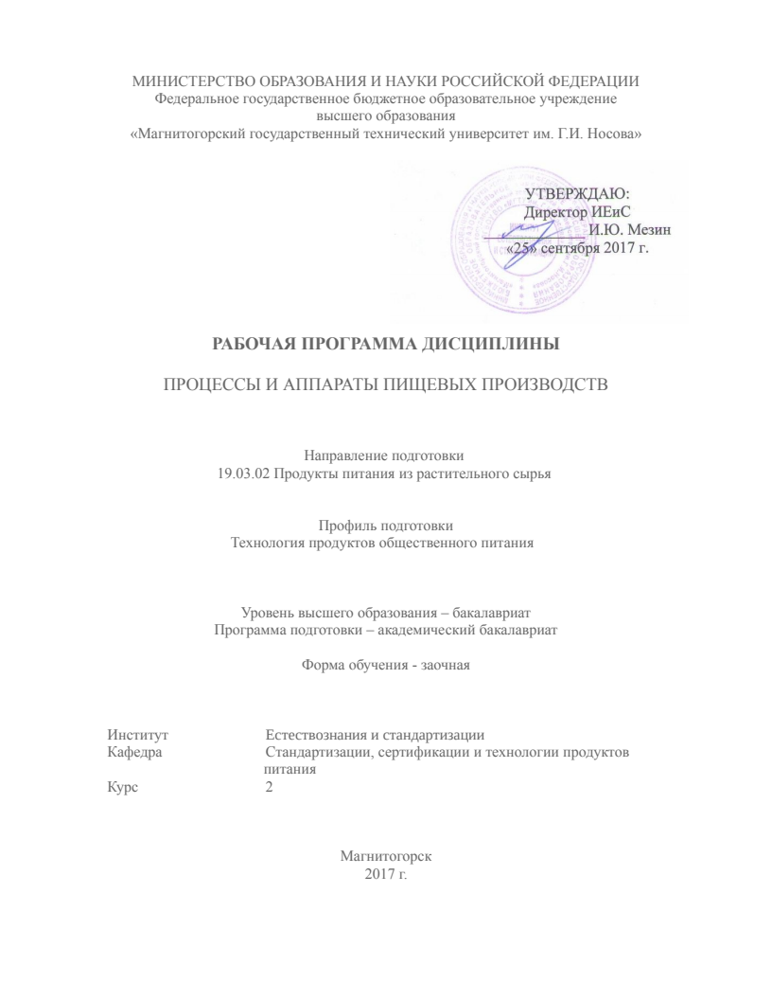 МИНИСТЕРСТВО ОБРАЗОВАНИЯ И НАУКИ РОССИЙСКОЙ ФЕДЕРАЦИИ
Федеральное государственное бюджетное образовательное учреждение
высшего образования
«Магнитогорский государственный технический университет им. Г.И. Носова»
УТВЕРЖДАЮ:
Директор ИЕиС
И.Ю. Мезин
«25» сентября 2017 г.
РАБОЧАЯ ПРОГРАММА ДИСЦИПЛИНЫ
ПРОЦЕССЫ И АППАРАТЫ ПИЩЕВЫХ ПРОИЗВОДСТВ
Направление подготовки
19.03.02 Продукты питания из растительного сырья
Профиль подготовки
Технология продуктов общественного питания
Уровень высшего образования – бакалавриат
Программа подготовки – академический бакалавриат
Форма обучения - заочная
Институт Естествознания и стандартизации
Кафедра Стандартизации, сертификации и технологии продуктов
питания
Курс 2
Магнитогорск
2017 г.